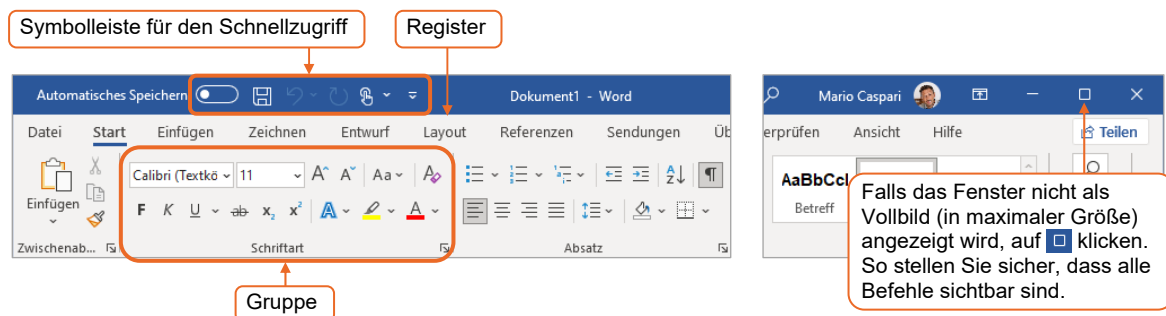 Symbolleiste für den Schnellzugriff
Register
Automatisches Speichern
Dokument1 - Word
Mario Caspari
Datei Start Einfügen Zeichnen Entwurf Layout Referenzen Sendungen Üb
erprüfen Ansicht Hilfe
Teilen
Calibri (Textkö
11
Aa
Einfügen
F K U ab x₂ x² A A
AaBbCcI
Betreff
Zwischenab...
Schriftart
Absatz
Falls das Fenster nicht als
Vollbild (in maximaler Größe)
angezeigt wird, auf klicken.
So stellen Sie sicher, dass alle
Befehle sichtbar sind.
Gruppe